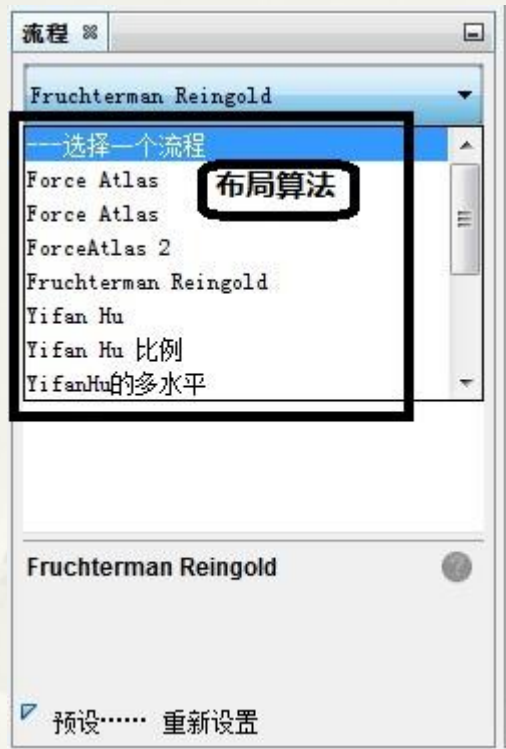 流程
Fruchterman Reingold
---选择一个流程
Force Atlas
布局算法
Force Atlas
ForceAtlas 2
Fruchterman Reingold
Yifan Hu
Yifan Hu 比例
YifanHu的多水平
Fruchterman Reingold
?
预设…… 重新设置